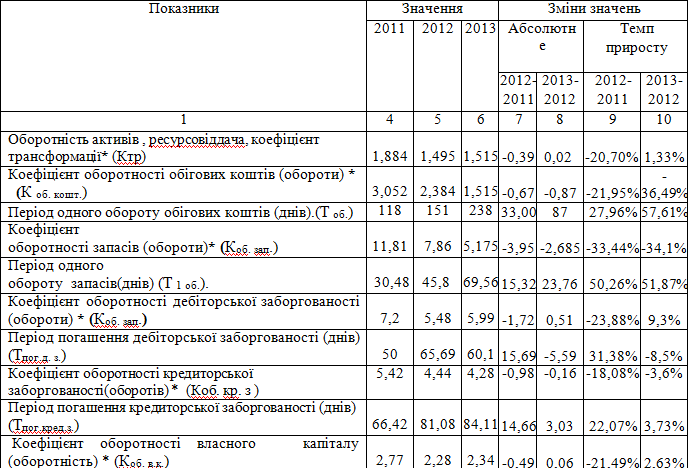 Показники Значення Зміни значень
2011 2012 2013 Абсолютн
е Темп
приросту
2012-
2011 2013-
2012 2012-
2011 2013-
2012
1 4 5 6 7 8 9 10
Оборотність активів , ресурсовіддача, коефіцієнт
трансформації* (Ктр) 1,884 1,495 1,515 -0,39 0,02 -20,70% 1,33%
Коефіцієнт оборотності обігових коштів (обороти) *
(К об. кошт.) 3,052 2,384 1,515 -0,67 -0,87 -21,95% -
36,49%
Період одного обороту обігових коштів (днів).(Т об.) 118 151 238 33,00 87 27,96% 57,61%
Коефіцієнт
оборотності запасів (обороти)* (Коб. зап.) 11,81 7,86 5,175 -3,95 -2,685 -33,44% -34,1%
Період одного
обороту запасів(днів) (Т 1 об.). 30,48 45,8 69,56 15,32 23,76 50,26% 51,87%
Коефіцієнт оборотності дебіторської заборгованості
(обороти) * (Коб. зап.) 7,2 5,48 5,99 -1,72 0,51 -23,88% 9,3%
Період погашення дебіторської заборгованості (днів)
(Тпог.д. з.) 50 65,69 60,1 15,69 -5,59 31,38% -8,5%
Коефіцієнт оборотності кредиторської
заборгованості(оборотів) * (Коб. кр. з ) 5,42 4,44 4,28 -0,98 -0,16 -18,08% -3,6%
Період погашення кредиторської заборгованості (днів)
(Тпог.кред.з.) 66,42 81,08 84,11 14,66 3,03 22,07% 3,73%
Коефіцієнт оборотності власного капіталу
(оборотність) * (Коб. в.к.) 2,77 2,28 2,34 -0,49 0,06 -21,49% 2,63%